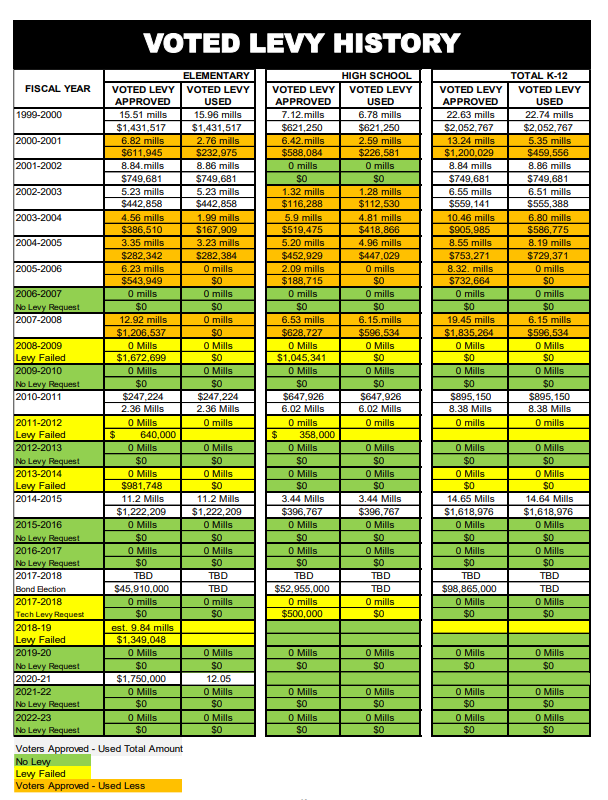 VOTED LEVY HISTORY
ELEMENTARY HIGH SCHOOL TOTAL K-12
FISCAL YEAR VOTED LEVY APPROVED VOTED LEVY USED VOTED LEVY APPROVED VOTED LEVY USED VOTED LEVY APPROVED VOTED LEVY USED
1999-2000 15.51 mills 15.96 mills 7.12.mills 6.78 mills 22.63 mills 22.74 mills
$1,431,517 $1,431,517 $621,250 $621,250 $2,052,767 $2,052,767
2000-2001 6.82 mills 2.76 mills 6.42.mills 2.59 mills 13.24 mills 5.35 mills
$611,945 $232,975 $588,084 $226,581 $1,200,029 $459,556
2001-2002 8.84.mills 8.86 mills 0 mills 0 mills 8.84 mills 8.86 mills
$749,681 $749,681 $0 $0 $749,681 $749,681
2002-2003 5.23 mills 5.23 mills 1.32 mills 1.28 mills 6.55 mills 6.51 mills
$442,858 $442,858 $116,288 $112,530 $559,141 $555,388
2003-2004 4.56 mills 1.99 mills 5.9 mills 4.81 mills 10.46 mills 6.80 mills
$386,510 $167,909 $519,475 $418,866 $905,985 $586,775
2004-2005 3.35 mills 3.23 mills 5.20 mills 4.96 mills 8.55 mills 8.19 mills
$282,342 $282,384 $452,929 $447,029 $753,271 $729,371
2005-2006 6.23 mills 0 mills 2.09 mills 0 mills 8.32. mills 0 mills
$543,949 $0 $188,715 $0 $732,664 $0
2006-2007 0 mills 0 mills 0 mills 0 mills 0 mills 0 mills
No Levy Request $0 $0 $0 $0 $0 $0
2007-2008 12.92 mills 0 mills 6.53 mills 6.15.mills 19.45 mills 6.15 mills
$1,206,537 $0 $628,727 $596,534 $1,835,264 $596,534
2008-2009 0 Mills 0 Mills 0 Mills 0 Mills 0 Mills 0 Mills
Levy Failed $1,672,699 $0 $1,045,341 $0 $0 $0
2009-2010 0 Mills 0 Mills 0 Mills 0 Mills 0 Mills 0 Mills
No Levy Request $0 $0 $0 $0 $0 $0
2010-2011 $247,224 $247,224 $647,926 $647,926 $895,150 $895,150
2.36 Mills 2.36 Mills 6.02 Mills 6.02 Mills 8.38 Mills 8.38 Mills
2011-2012 0 Mills 0 mills 0 Mills 0 mills 0 mills 0 mills
Levy Failed $ 640,000 $ 358,000
2012-2013 0 Mills 0 Mills 0 Mills 0 Mills 0 Mills 0 Mills
No Levy Request $0 $0 $0 $0 $0 $0
2013-2014 0 Mills 0 Mills 0 Mills 0 Mills 0 Mills 0 Mills
Levy Failed $981,748 $0 $0 $0 $0 $0
2014-2015 11.2 Mills 11.2 Mills 3.44 Mills 3.44 Mills 14.65 Mills 14.64 Mills
$1,222,209 $1,222,209 $396,767 $396,767 $1,618,976 $1,618,976
2015-2016 0 Mills 0 Mills 0 Mills 0 Mills 0 Mills 0 Mills
No Levy Request $0 $0 $0 $0 $0 $0
2016-2017 0 Mills 0 Mills 0 Mills 0 Mills 0 Mills 0 Mills
No Levy Request $0 $0 $0 $0 $0 $0
2017-2018 TBD TBD TBD TBD TBD TBD
Bond Election $45,910,000 TBD $52,955,000 TBD $98,865,000 TBD
2017-2018 0 mills 0 mills 0 mills 0 mills 0 mills 0 mills
Tech Levy Request $0 $0 $500,000 $0 $0 $0
2018-19 est. 9.84 mills
Levy Failed $1,349,048
2019-20 0 Mills 0 Mills 0 Mills 0 Mills 0 Mills 0 Mills
No Levy Request $0 $0 $0 $0 $0 $0
2020-21 $1,750,000 12.05
2021-22 0 Mills 0 Mills 0 Mills 0 Mills 0 Mills 0 Mills
No Levy Request $0 $0 $0 $0 $0 $0
2022-23 0 Mills 0 Mills 0 Mills 0 Mills 0 Mills 0 Mills
No Levy Request $0 $0 $0 $0 $0 $0
Voters Approved - Used Total Amount
No Levy
Levy Failed
Voters Approved - Used Less